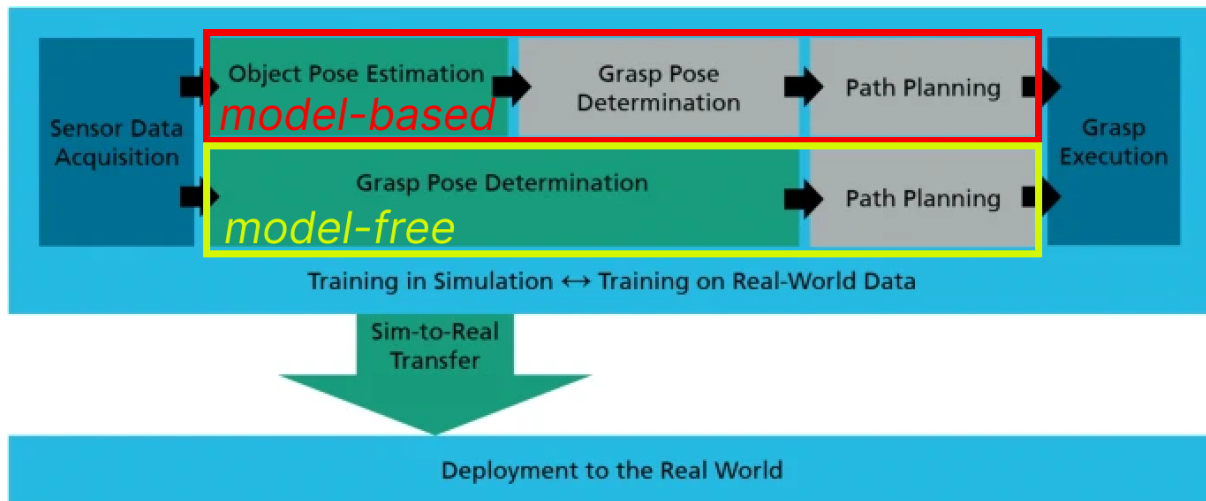 Sensor Data
Acquisition
Object Pose Estimation
model-based
Grasp Pose
Determination
Path Planning
Grasp Pose Determination
model-free
Path Planning
Grasp
Execution
Training in Simulation ↔ Training on Real-World Data
Sim-to-Real
Transfer
Deployment to the Real World